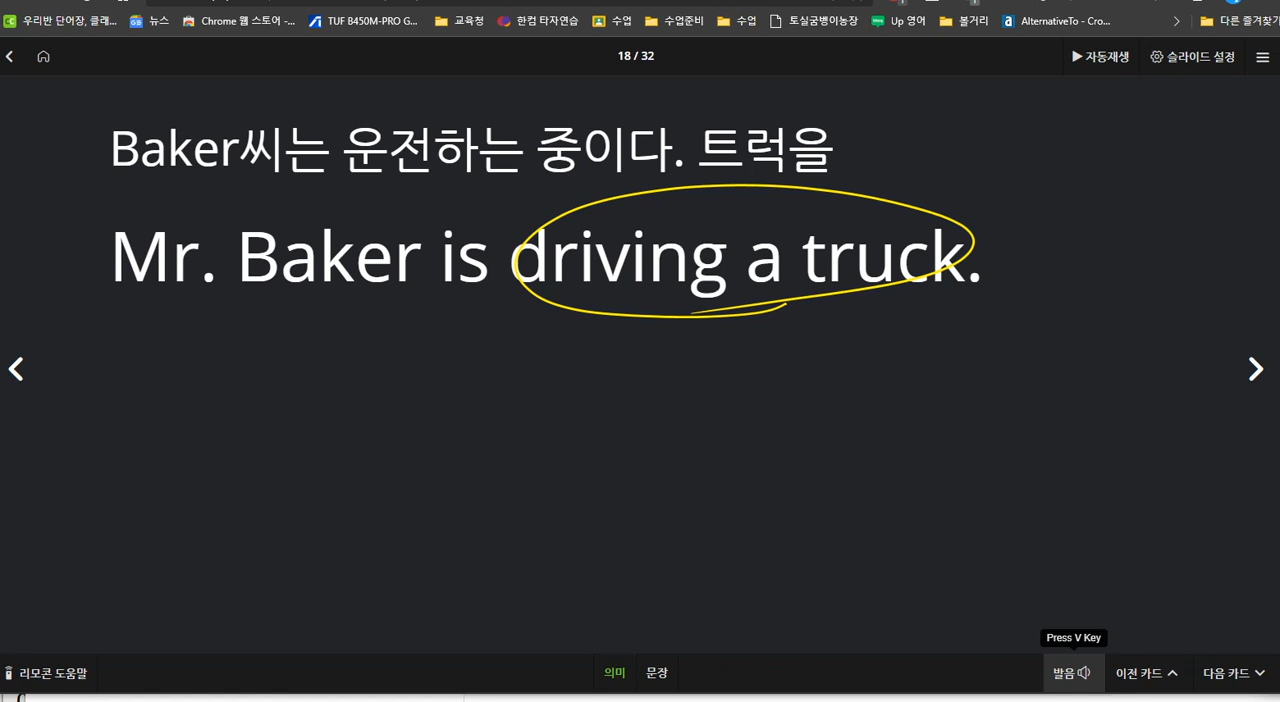 우리반 단어장, 클래... 뉴스 Chrome 웹 스토어 -... TUF B450M-PRO G... 교육청 한컴 타자연습 수업 수업준비 수업 토실굼벵이농장 Up 영어 볼거리 AlternativeTo - Cro... 다른 즐겨찾기
18 / 32 자동재생 슬라이드 설정
Baker씨는 운전하는 중이다. 트럭을
Mr. Baker is driving a truck.
Press V Key
리모콘 도움말 의미 문장 발음 이전 카드 다음 카드